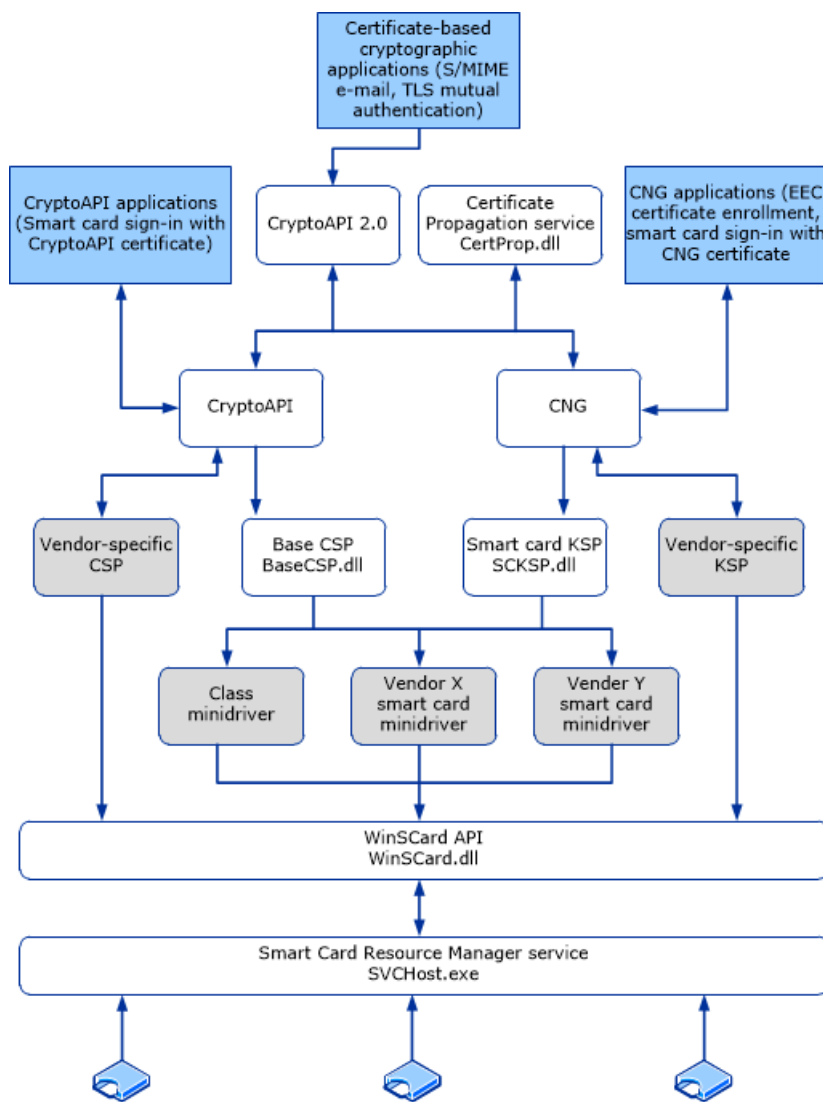 Certificate-based
cryptographic
applications (S/MIME
e-mail, TLS mutual
authentication)
CryptoAPI applications
(Smart card sign-in with
CryptoAPI certificate)
CryptoAPI 2.0
Certificate
Propagation service
CertProp.dll
CNG applications (EEC
certificate enrollment,
smart card sign-in with
CNG certificate
CryptoAPI
CNG
Vendor-specific
CSP
Base CSP
BaseCSP.dll
Smart card KSP
SCKSP.dll
Vendor-specific
KSP
Class
minidriver
Vendor X
smart card
minidriver
Vender Y
smart card
minidriver
WinSCard API
WinSCard.dll
Smart Card Resource Manager service
SVCHost.exe